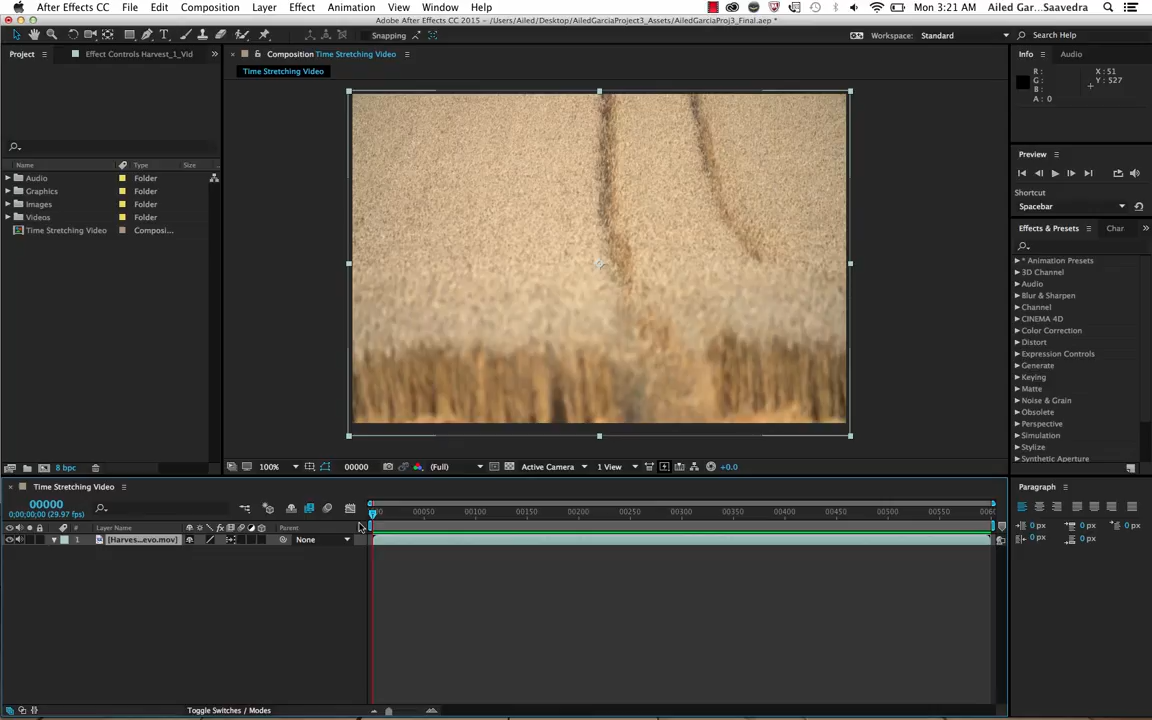 After Effects CC File Edit Composition Layer Effect Animation View Window Help Mon 3:21 AM Ailed Gar...Saavedra
Adobe After Effects CC 2015 - /Users/Ailed/Desktop/AiledGarciaProject3_Assets/AiledGarciaProj3_Final.aep *
Snapping Workspace: Standard Search Help
Project Effect Controls Harvest_1_Vid Composition Time Stretching Video Info Audio
Time Stretching Video
R: X: 51
G: Y: 527
B:
A: 0
Preview
Name Type Size
Shortcut
Audio Folder
Graphics Folder
Images Folder
Videos Folder
Time Stretching Video Composi...
Spacebar
Effects & Presets Char
* Animation Presets
3D Channel
Audio
Blur & Sharpen
Channel
CINEMA 4D
Color Correction
Distort
Expression Controls
Generate
Keying
Matte
Noise & Grain
Obsolete
Perspective
Simulation
Stylize
Synthetic Aperture
8 bpc 100% 00000 (Full) Active Camera 1 View +0.0
Time Stretching Video Paragraph
00000
0;00;00;00 (29.97 fps)
00 00050 00100 00150 00200 00250 00300 00350 00400 00450 00500 00550
# Layer Name Parent
1 [Harves...evo.mov] None
0 px 0 px 0 px
0 px 0 px
Toggle Switches / Modes